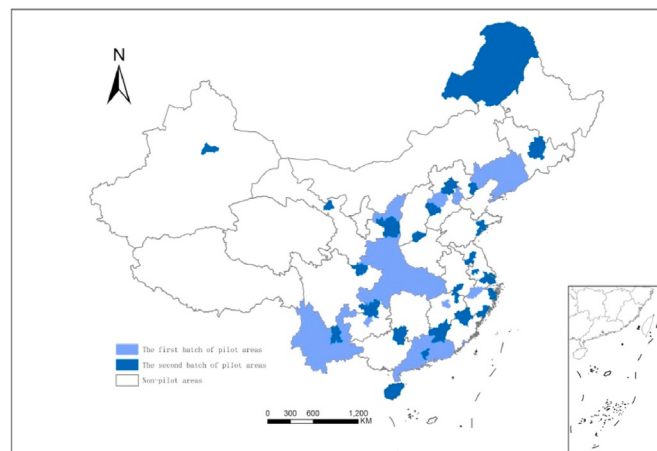 N
The first batch of pilot areas
The second batch of pilot areas
Non-pilot areas
0 300 600 1,200
KM